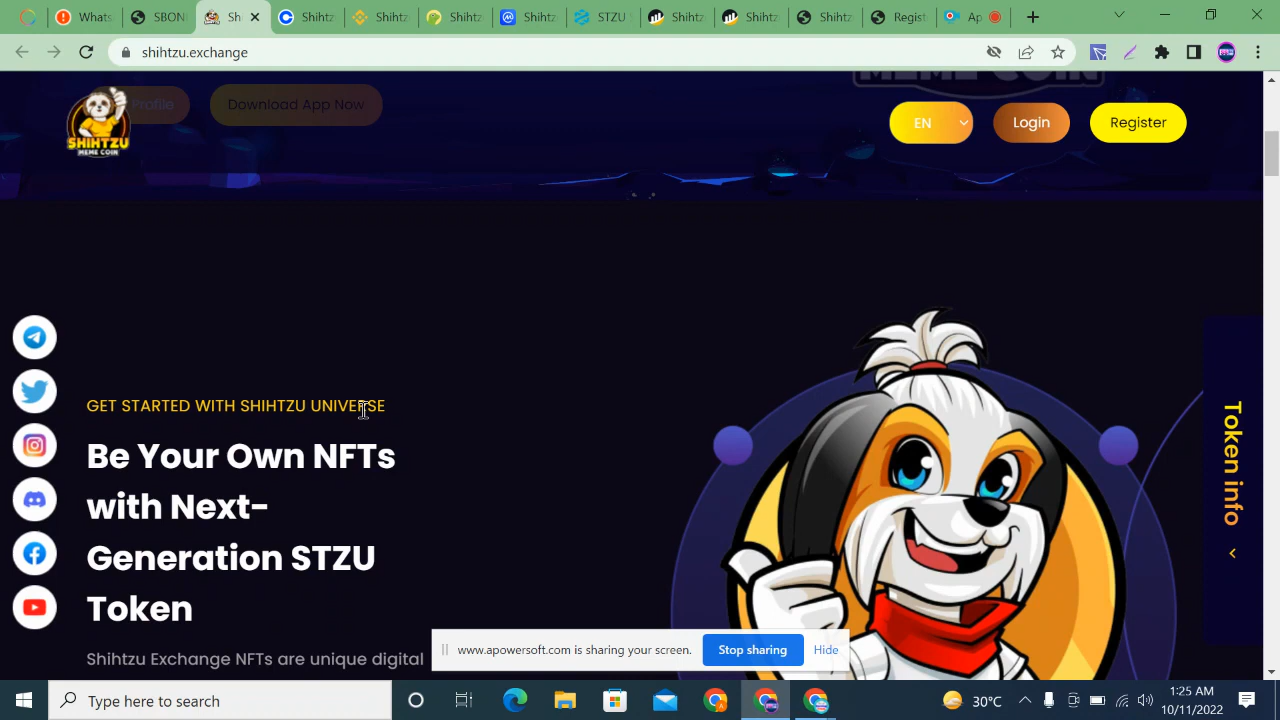 Whats
SBON
Sh
Shihtz
Shihtz
Shihtz
Shihtz
STZU
Shihtz
Shihtz
Shihtz
Regist
Ap
shihtzu.exchange
MEME COIN
Profile
Download App Now
SHIHTZU
MEME COIN
EN
Login
Register
GET STARTED WITH SHIHTZU UNIVERSE
Be Your Own NFTs
with Next-
Generation STZU
Token
Shihtzu Exchange NFTs are unique digital
Token info
www.apowersoft.com is sharing your screen.
Stop sharing
Hide
Type here to search
30°C
1:25 AM
10/11/2022